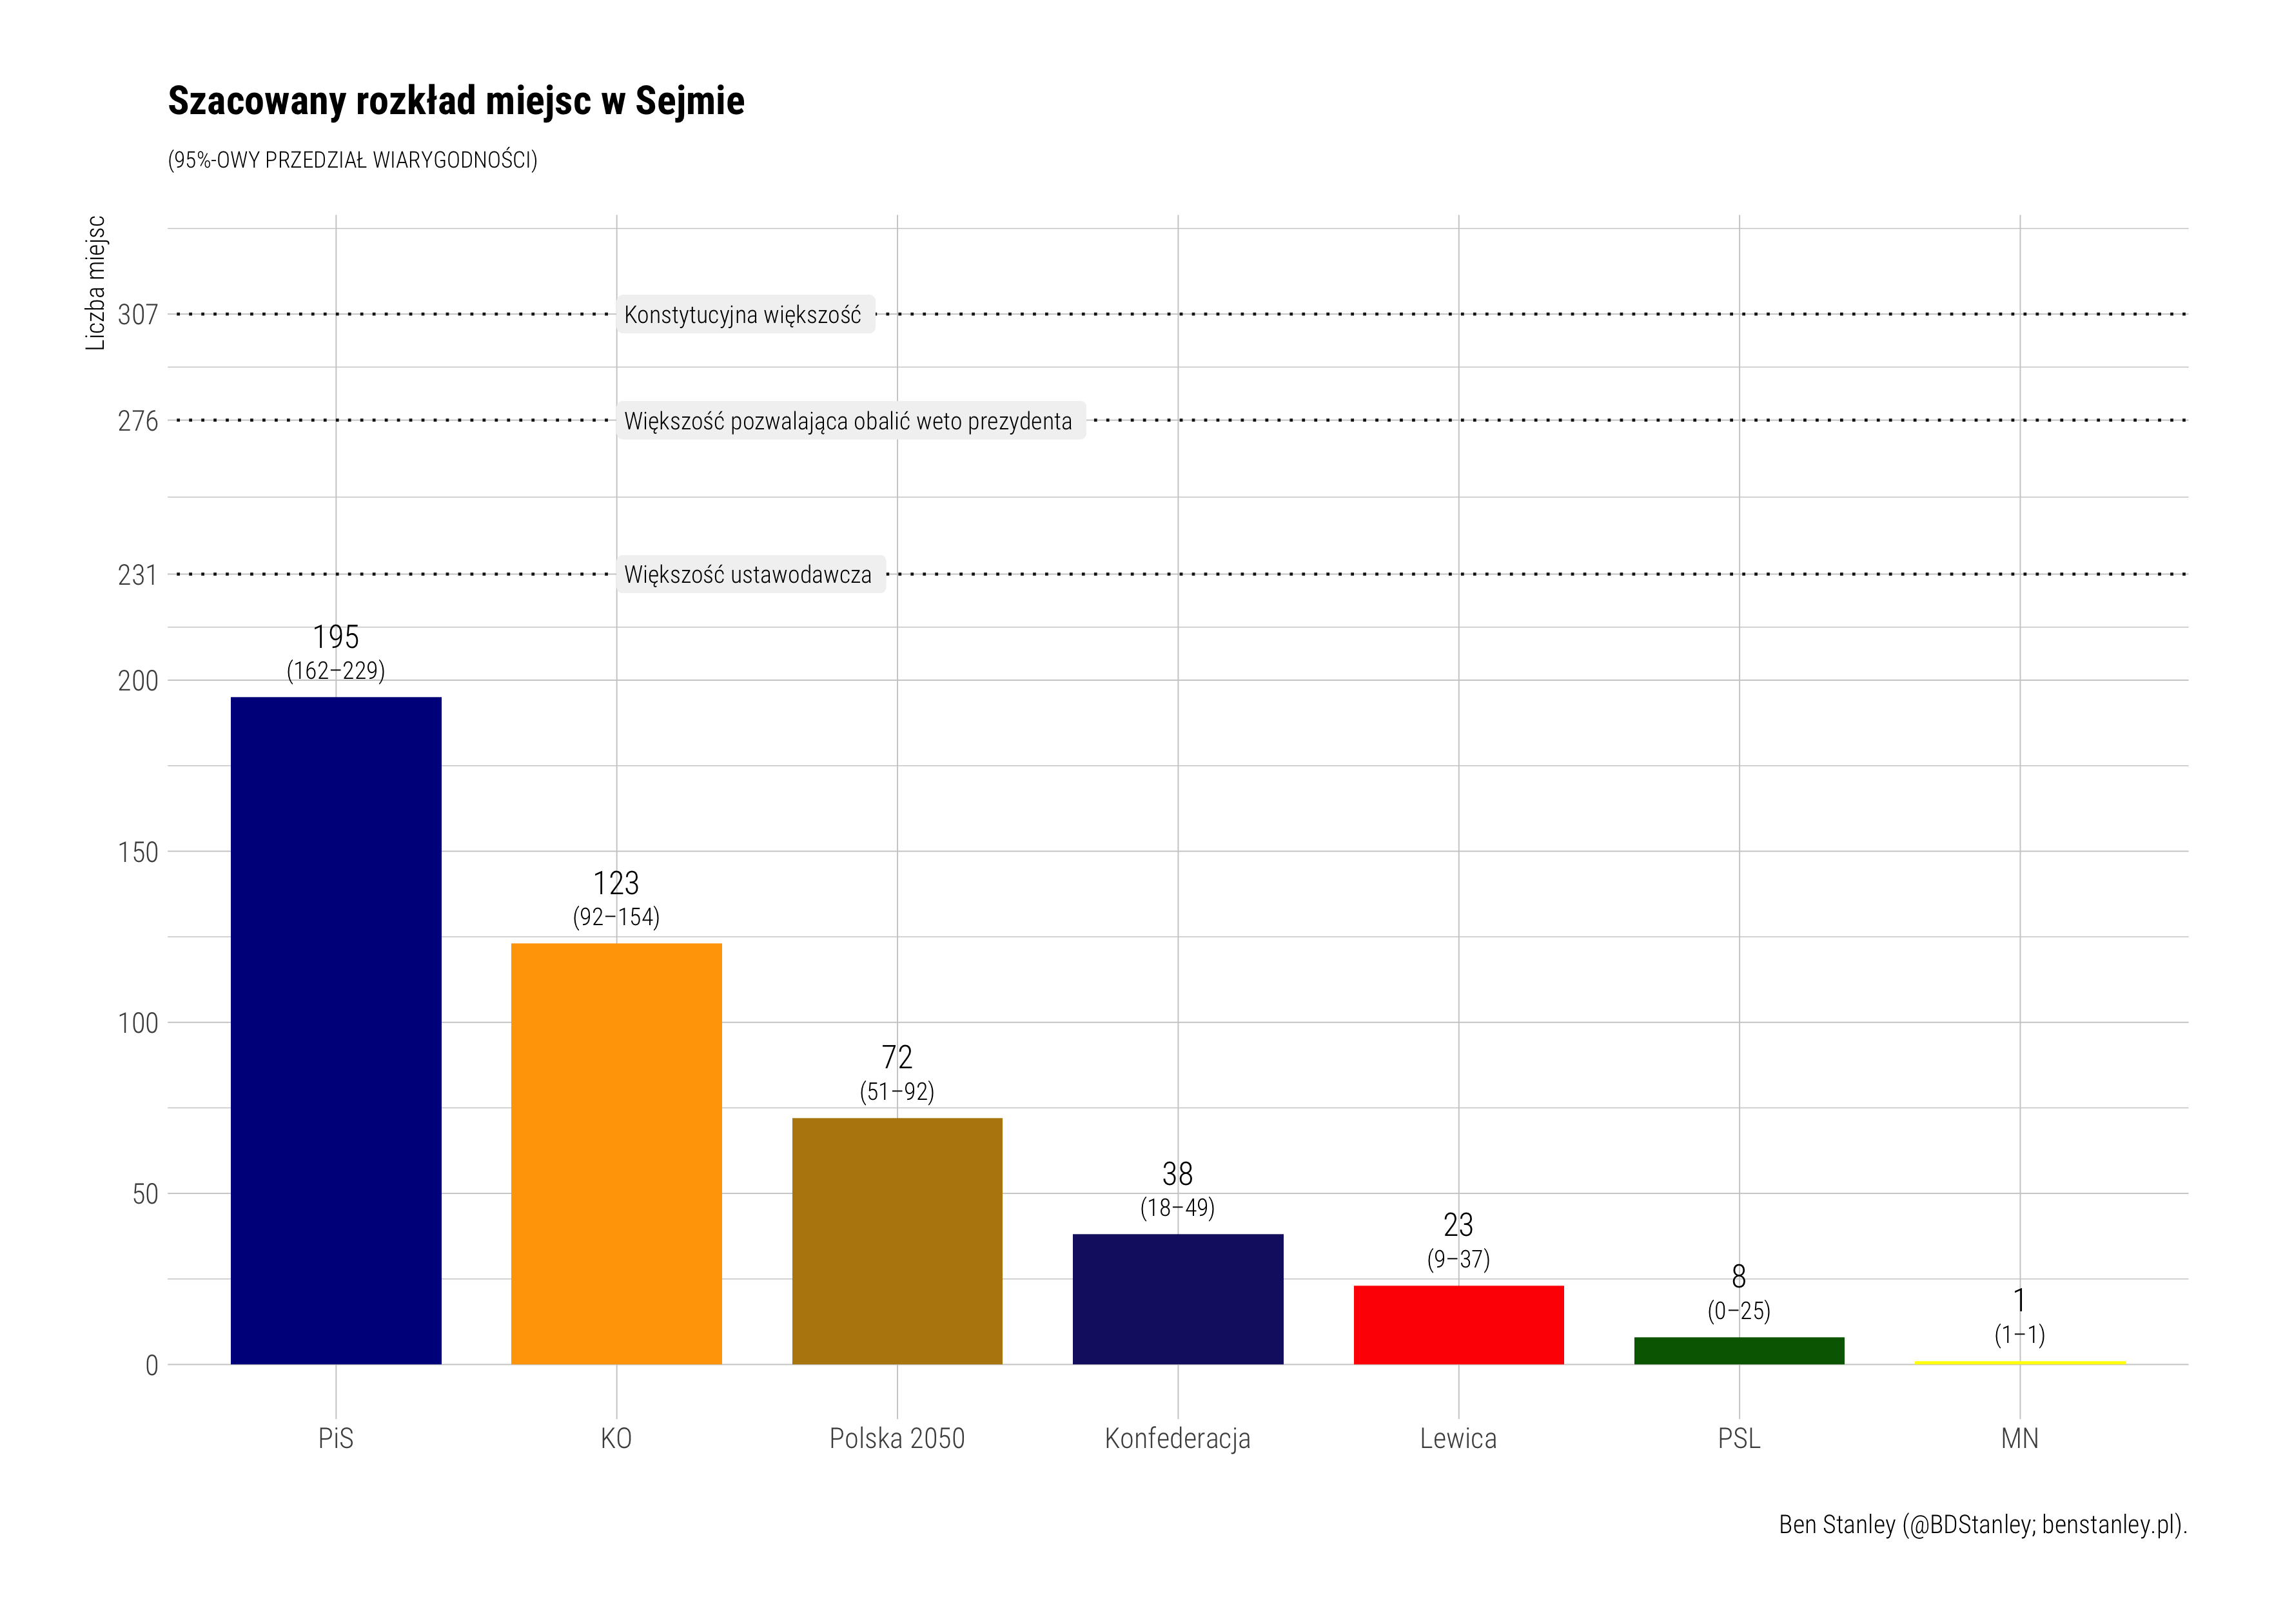 Szacowany rozkład miejsc w Sejmie
(95%-OWY PRZEDZIAŁ WIARYGODNOŚCI)
Liczba miejsc
307
Konstytucyjna większość
276
Większość pozwalająca obalić weto prezydenta
231
Większość ustawodawcza
195
(162–229)
200
150
123
(92–154)
100
72
(51–92)
50
38
(18–49)
23
(9–37)
8
(0–25)
1
(1–1)
0
PiS
KO
Polska 2050
Konfederacja
Lewica
PSL
MN
Ben Stanley (@BDStanley; benstanley.pl).